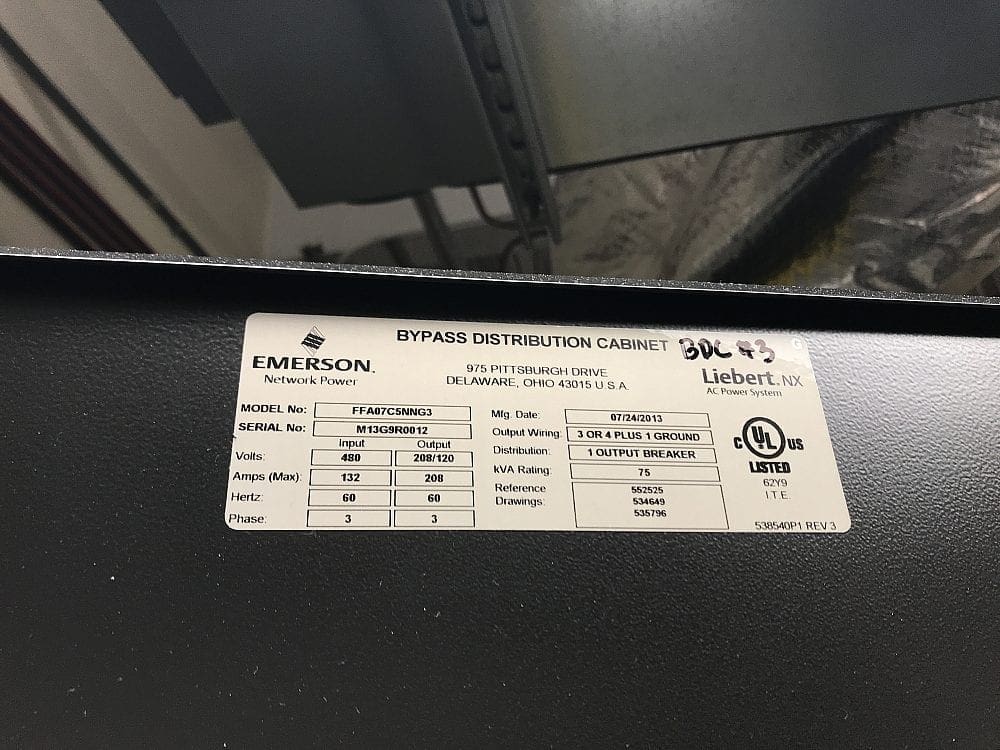 BYPASS DISTRIBUTION CABINET BDC #3
EMERSON.
Network Power
975 PITTSBURGH DRIVE
DELAWARE, OHIO 43015 U.S.A.
Liebert. NX
AC Power System
MODEL No: FFA07C5NNG3
SERIAL No: M13G9R0012
Input Output
Volts: 480 208/120
Amps (Max): 132 208
Hertz: 60 60
Phase: 3 3
Mfg. Date: 07/24/2013
Output Wiring: 3 OR 4 PLUS 1 GROUND
Distribution: 1 OUTPUT BREAKER
kVA Rating: 75
Reference
Drawings:
552525
534649
535796
C UL US
LISTED
62Y9
I.T.E.
538540P1 REV 3